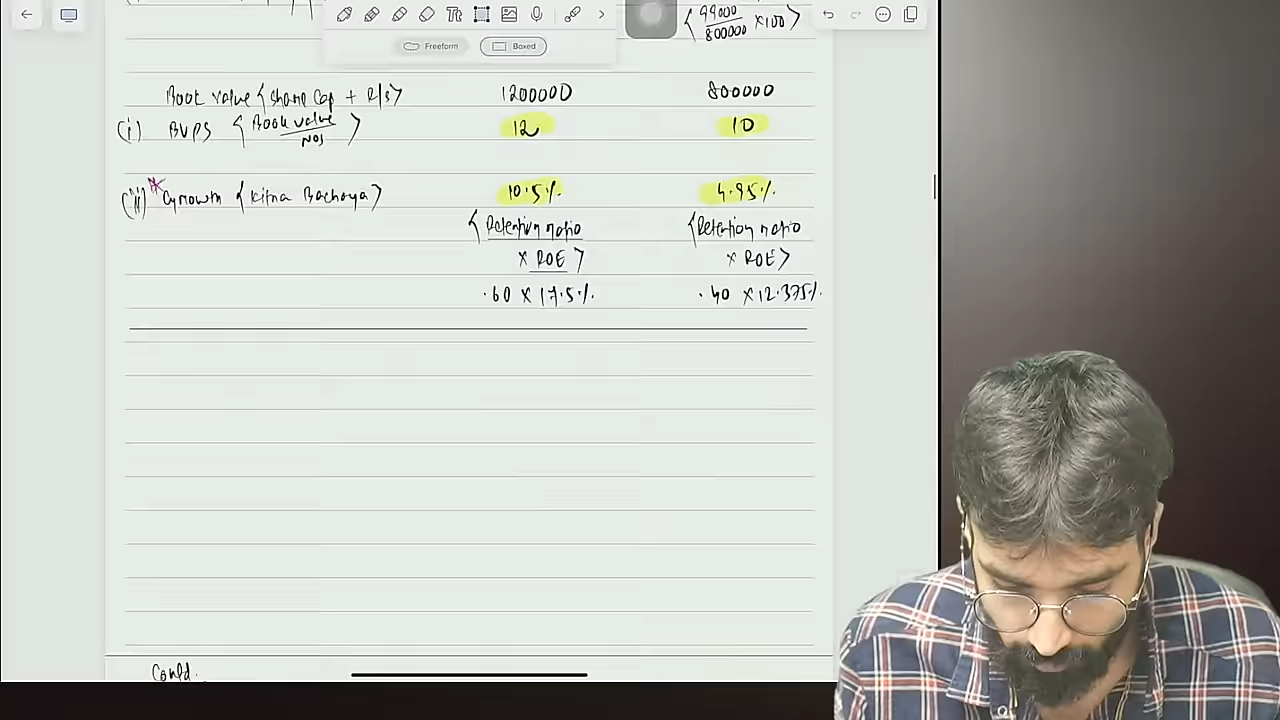 99000
800000 ×100
Freeform
Boxed
Book value {Share Cap + R/s}
1200000
800000
(i) BVPS {Book value / NOS}
12
10
(ii) * Growth {Kitna Bachaya}
10.5%
4.95%
{Retention ratio
{Retention ratio
× ROE}
× ROE}
.60 × 17.5%
.40 × 12.375%
Contd.